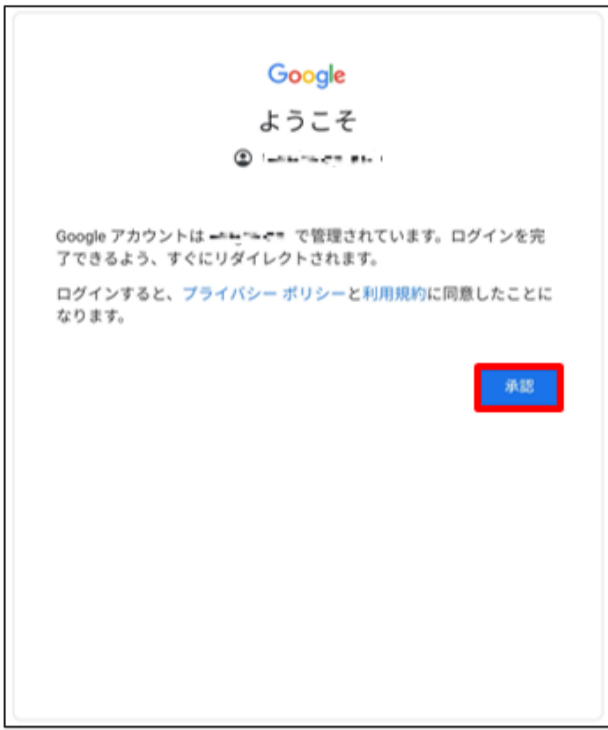 Google
ようこそ
Google アカウントは で管理されています。ログインを完
了できるよう、すぐにリダイレクトされます。
ログインすると、プライバシー ポリシーと利用規約に同意したことに
なります。
承認